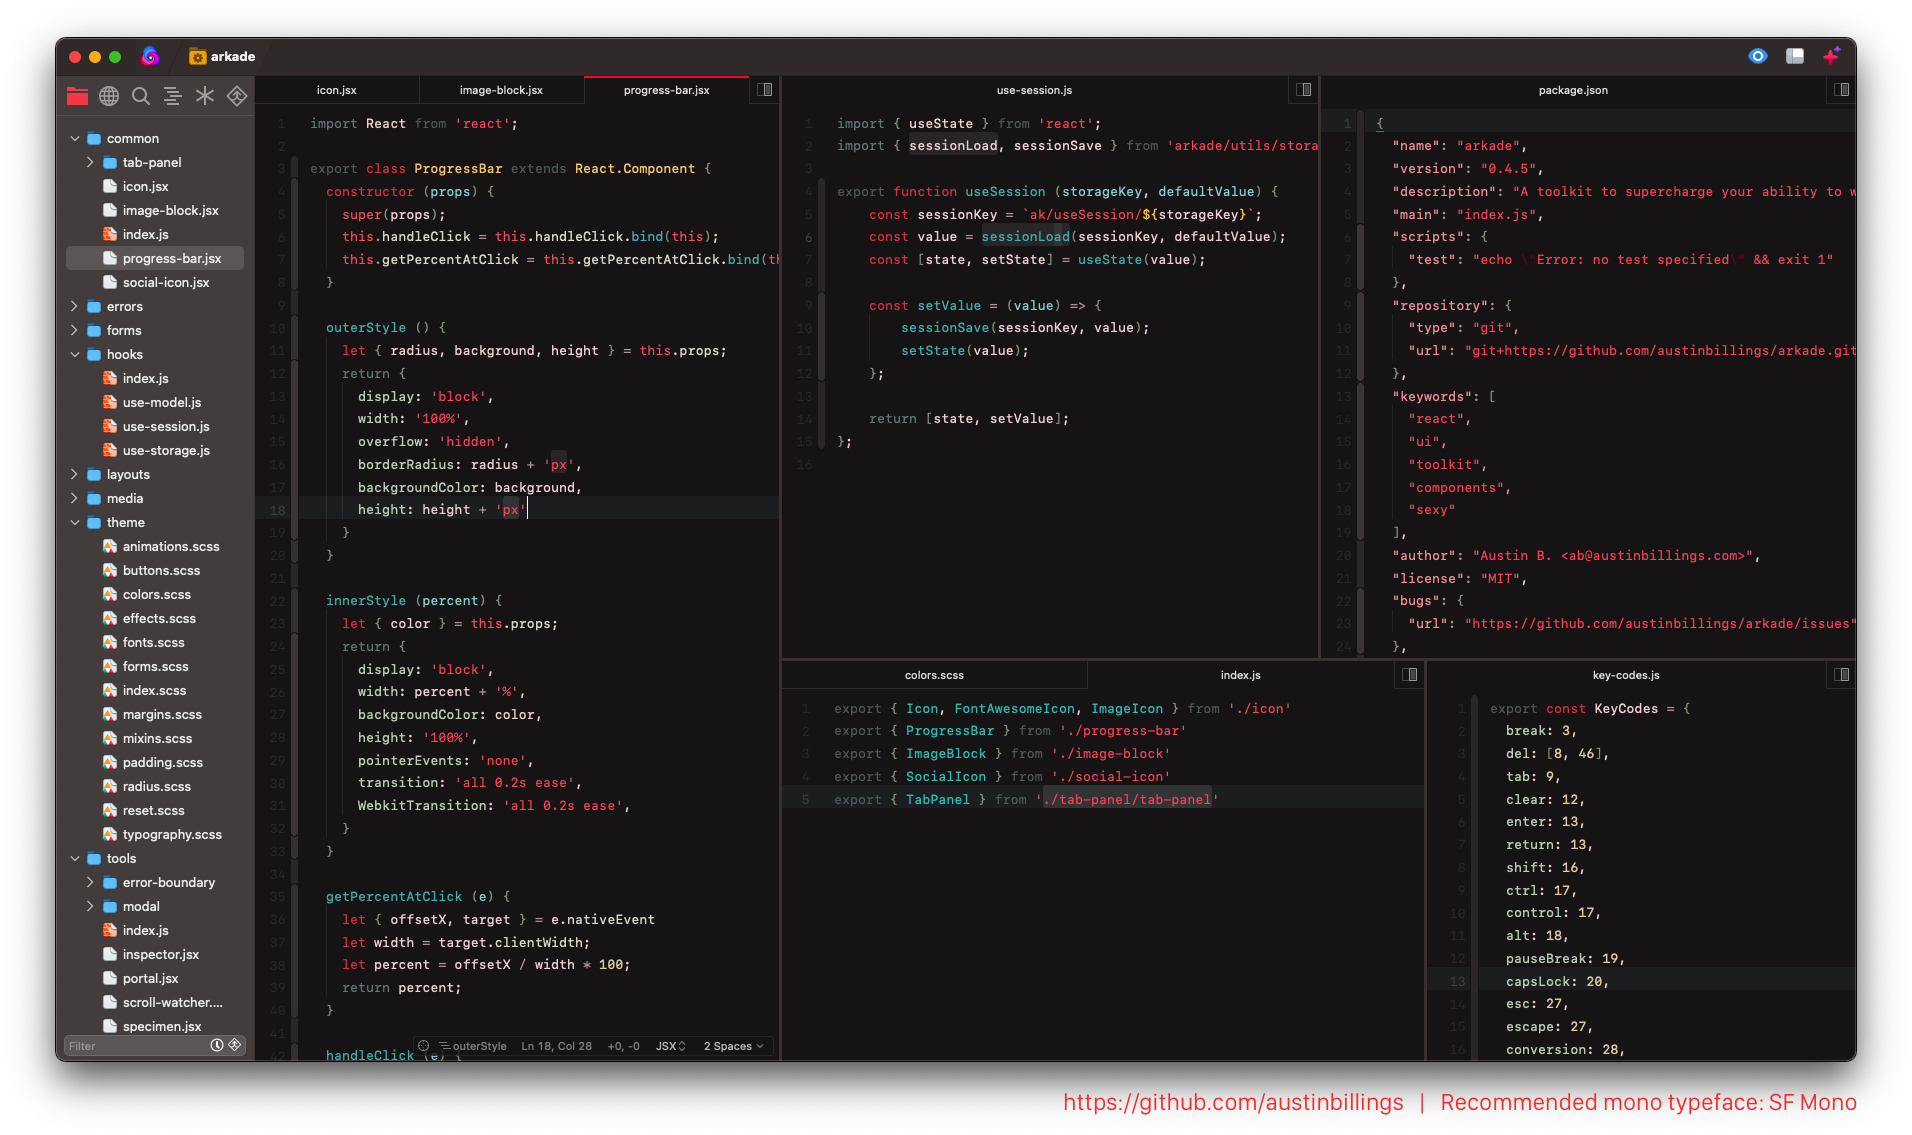 arkade
common
tab-panel
icon.jsx
image-block.jsx
index.js
progress-bar.jsx
social-icon.jsx
errors
forms
hooks
index.js
use-model.js
use-session.js
use-storage.js
layouts
media
theme
animations.scss
buttons.scss
colors.scss
effects.scss
fonts.scss
forms.scss
index.scss
margins.scss
mixins.scss
padding.scss
radius.scss
reset.scss
typography.scss
tools
error-boundary
modal
index.js
inspector.jsx
portal.jsx
scroll-watcher....
specimen.jsx
Filter
icon.jsx image-block.jsx progress-bar.jsx
1 import React from 'react';
2
3 export class ProgressBar extends React.Component {
4 constructor (props) {
5 super(props);
6 this.handleClick = this.handleClick.bind(this);
7 this.getPercentAtClick = this.getPercentAtClick.bind(th
8 }
9
10 outerStyle () {
11 let { radius, background, height } = this.props;
12 return {
13 display: 'block',
14 width: '100%',
15 overflow: 'hidden',
16 borderRadius: radius + 'px',
17 backgroundColor: background,
18 height: height + 'px'
19 }
20 }
21
22 innerStyle (percent) {
23 let { color } = this.props;
24 return {
25 display: 'block',
26 width: percent + '%',
27 backgroundColor: color,
28 height: '100%',
29 pointerEvents: 'none',
30 transition: 'all 0.2s ease',
31 WebkitTransition: 'all 0.2s ease',
32 }
33 }
34
35 getPercentAtClick (e) {
36 let { offsetX, target } = e.nativeEvent
37 let width = target.clientWidth;
38 let percent = offsetX / width * 100;
39 return percent;
40 }
41
42 handleClick (e) {
outerStyle Ln 18, Col 28 +0, -0 JSX 2 Spaces
use-session.js
1 import { useState } from 'react';
2 import { sessionLoad, sessionSave } from 'arkade/utils/stora
3
4 export function useSession (storageKey, defaultValue) {
5 const sessionKey = `ak/useSession/${storageKey}`;
6 const value = sessionLoad(sessionKey, defaultValue);
7 const [state, setState] = useState(value);
8
9 const setValue = (value) => {
10 sessionSave(sessionKey, value);
11 setState(value);
12 };
13
14 return [state, setValue];
15 };
16
package.json
1 {
2 "name": "arkade",
3 "version": "0.4.5",
4 "description": "A toolkit to supercharge your ability to w
5 "main": "index.js",
6 "scripts": {
7 "test": "echo \"Error: no test specified\" && exit 1"
8 },
9 "repository": {
10 "type": "git",
11 "url": "git+https://github.com/austinbillings/arkade.git
12 },
13 "keywords": [
14 "react",
15 "ui",
16 "toolkit",
17 "components",
18 "sexy"
19 ],
20 "author": "Austin B. <ab@austinbillings.com>",
21 "license": "MIT",
22 "bugs": {
23 "url": "https://github.com/austinbillings/arkade/issues"
24 },
colors.scss index.js
1 export { Icon, FontAwesomeIcon, ImageIcon } from './icon'
2 export { ProgressBar } from './progress-bar'
3 export { ImageBlock } from './image-block'
4 export { SocialIcon } from './social-icon'
5 export { TabPanel } from './tab-panel/tab-panel'
key-codes.js
1 export const KeyCodes = {
2 break: 3,
3 del: [8, 46],
4 tab: 9,
5 clear: 12,
6 enter: 13,
7 return: 13,
8 shift: 16,
9 ctrl: 17,
10 control: 17,
11 alt: 18,
12 pauseBreak: 19,
13 capsLock: 20,
14 esc: 27,
15 escape: 27,
16 conversion: 28,
https://github.com/austinbillings | Recommended mono typeface: SF Mono